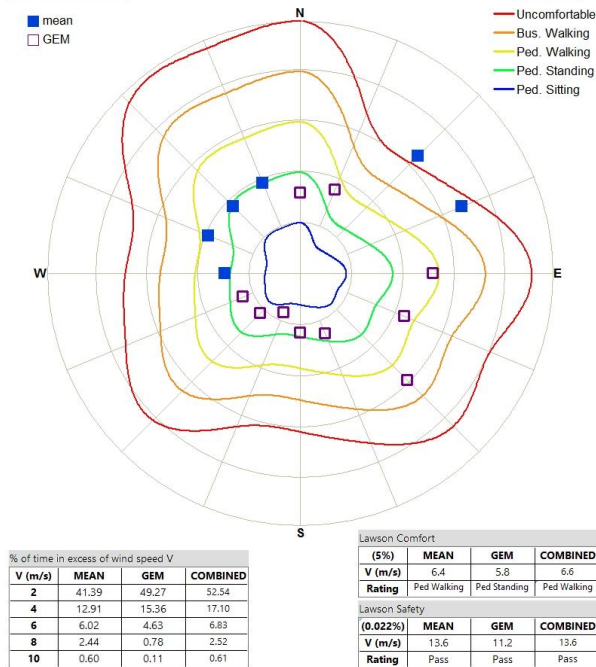 mean
GEM
N
Uncomfortable
Bus. Walking
Ped. Walking
Ped. Standing
Ped. Sitting
W
E
S
% of time in excess of wind speed V
V (m/s) MEAN GEM COMBINED
2 41.39 49.27 52.54
4 12.91 15.36 17.10
6 6.02 4.63 6.83
8 2.44 0.78 2.52
10 0.60 0.11 0.61
Lawson Comfort
(5%) MEAN GEM COMBINED
V (m/s) 6.4 5.8 6.6
Rating Ped Walking Ped Standing Ped Walking
Lawson Safety
(0.022%) MEAN GEM COMBINED
V (m/s) 13.6 11.2 13.6
Rating Pass Pass Pass